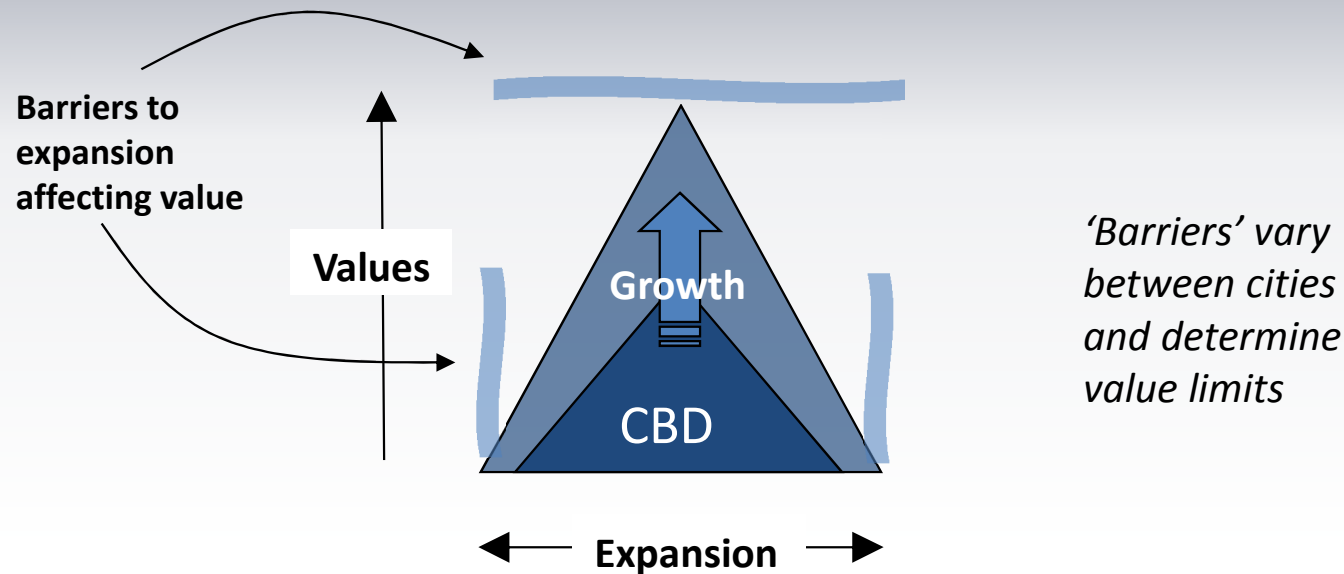 Barriers to
expansion
affecting value
Values
Growth
CBD
Expansion
‘Barriers’ vary
between cities
and determine
value limits